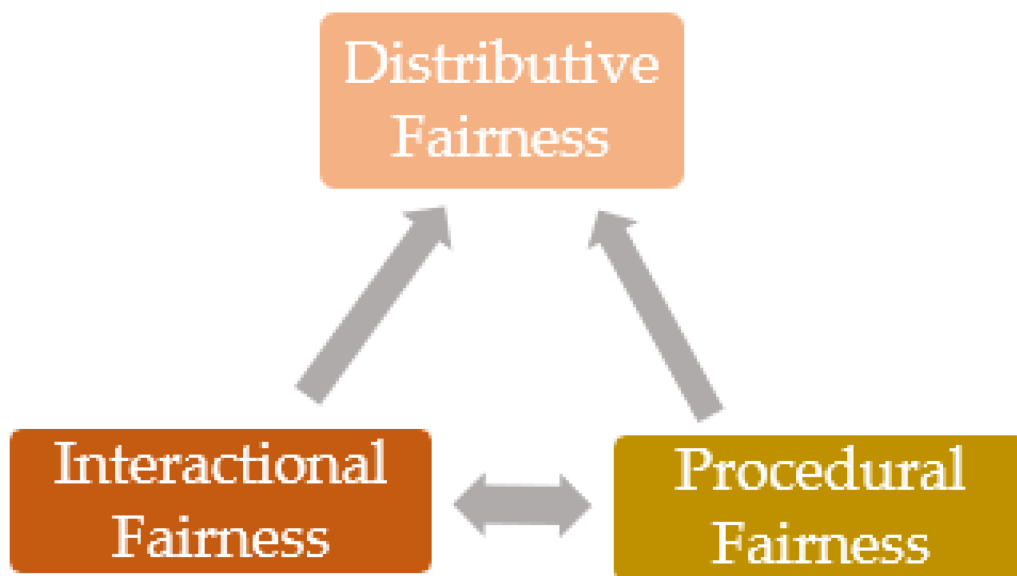 Distributive
Fairness
Interactional
Fairness
Procedural
Fairness